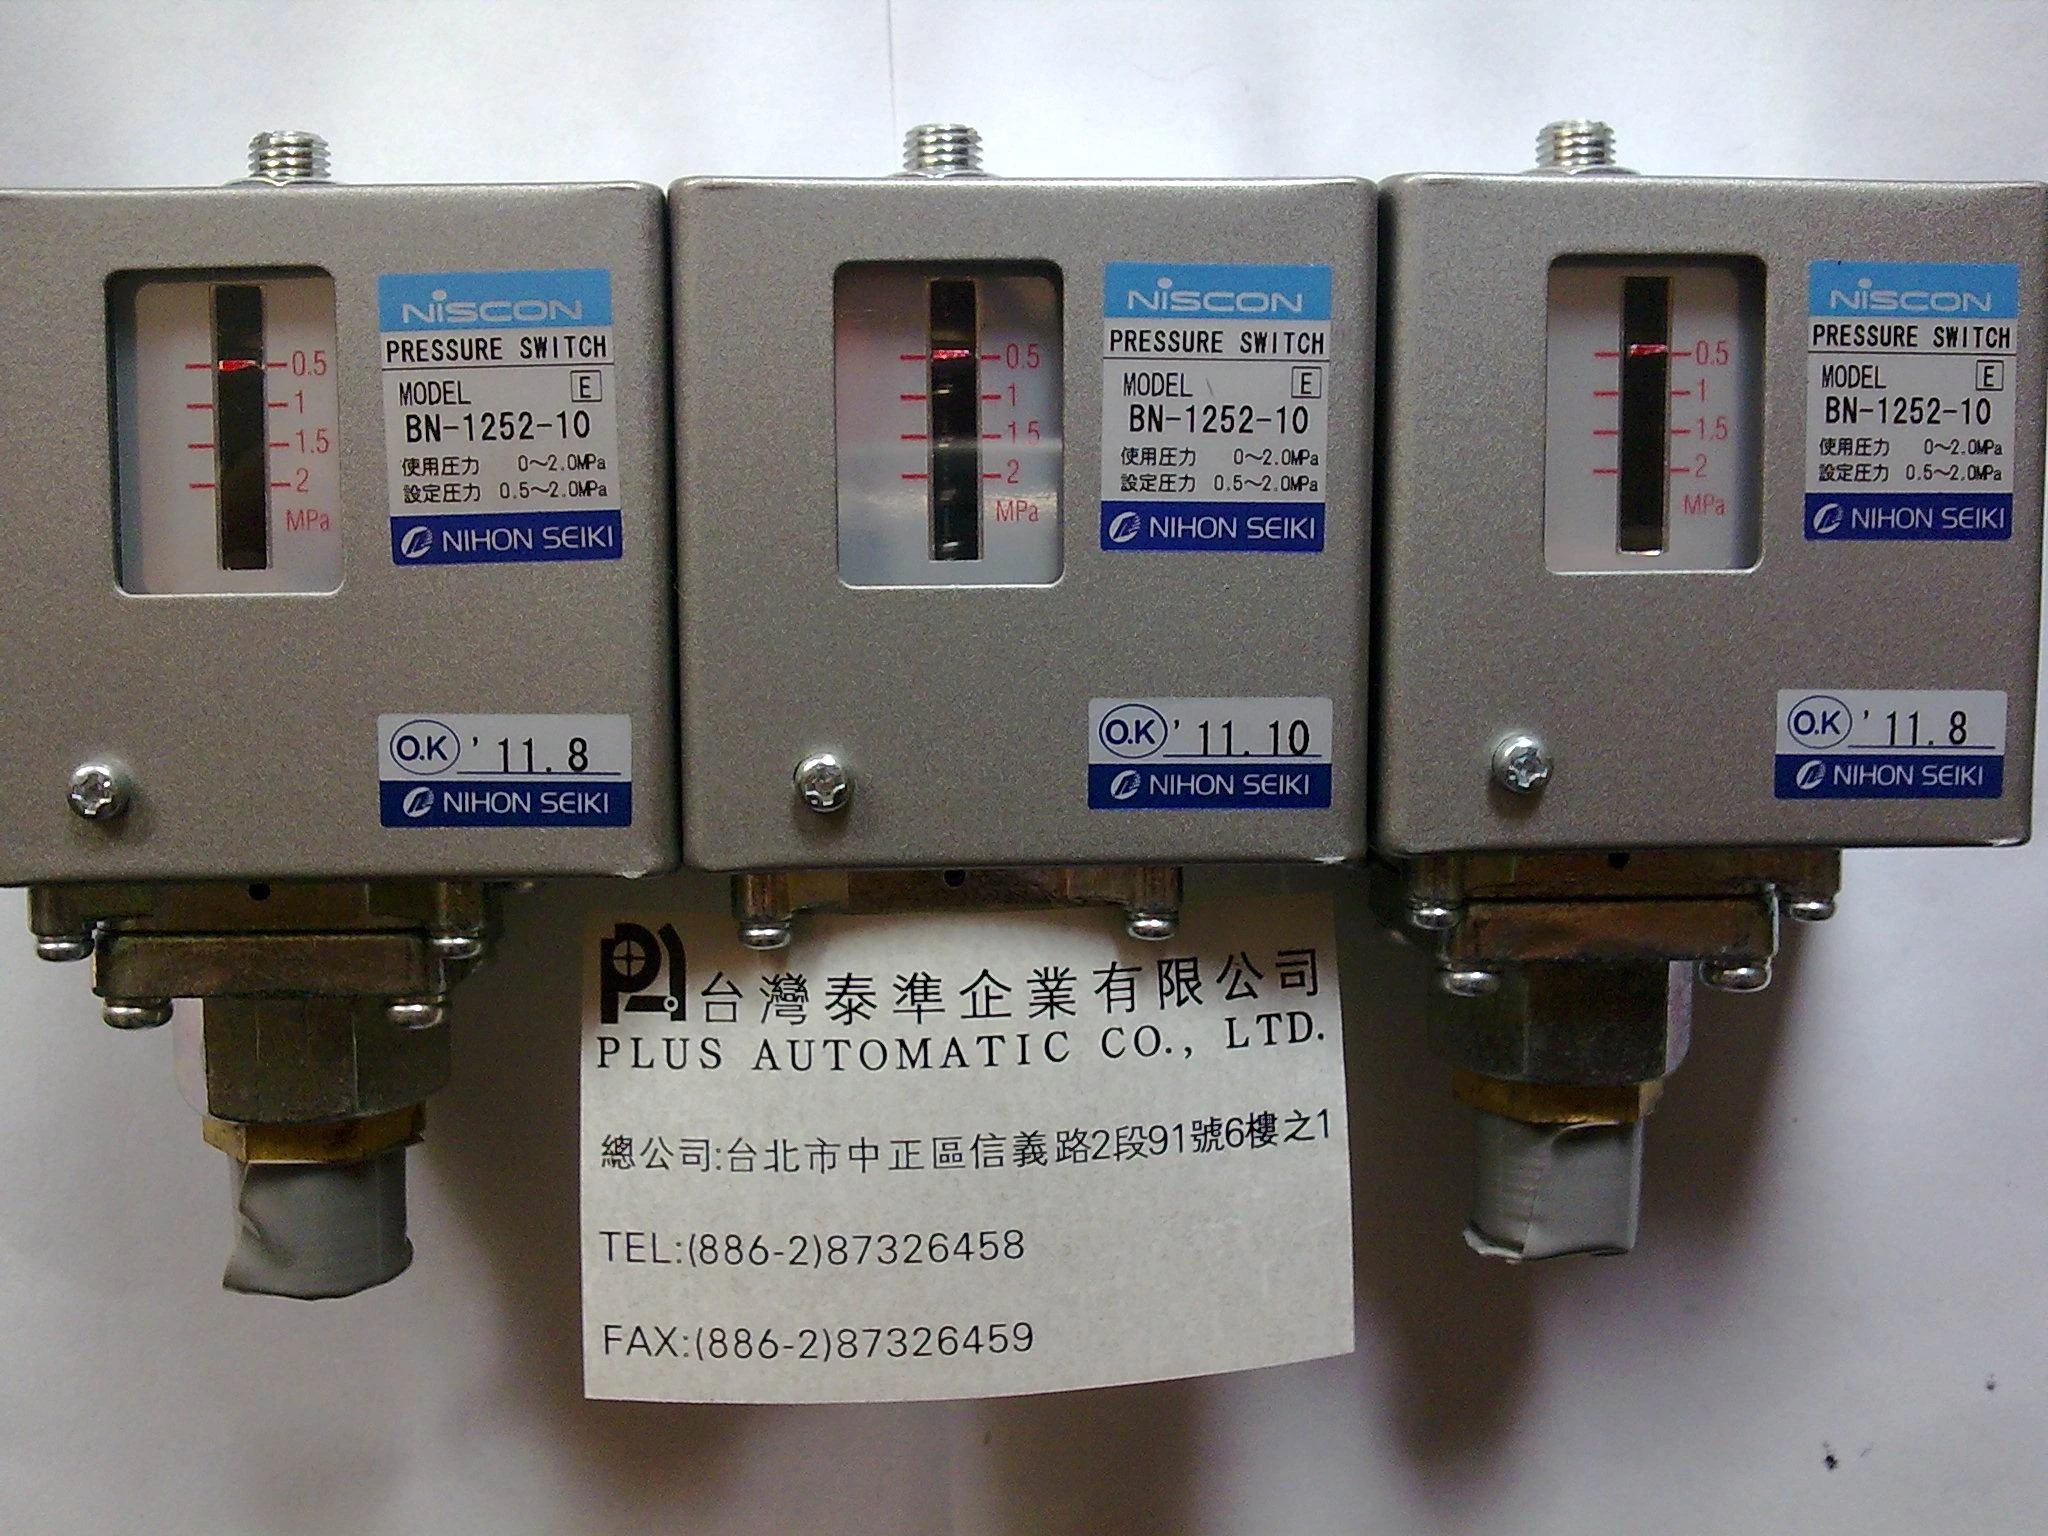 0.5
1
1.5
2
MPa
NiSCON
PRESSURE SWITCH
MODEL E
BN-1252-10
使用圧力 0～2.0MPa
設定圧力 0.5～2.0MPa
NIHON SEIKI
O.K '11.8
NIHON SEIKI
0.5
1
1.5
2
MPa
NiSCON
PRESSURE SWITCH
MODEL E
BN-1252-10
使用圧力 0～2.0MPa
設定圧力 0.5～2.0MPa
NIHON SEIKI
O.K '11.10
NIHON SEIKI
0.5
1
1.5
2
MPa
NiSCON
PRESSURE SWITCH
MODEL E
BN-1252-10
使用圧力 0～2.0MPa
設定圧力 0.5～2.0MPa
NIHON SEIKI
O.K '11.8
NIHON SEIKI
台灣泰準企業有限公司
PLUS AUTOMATIC CO., LTD.
總公司:台北市中正區信義路2段91號6樓之1
TEL:(886-2)87326458
FAX:(886-2)87326459